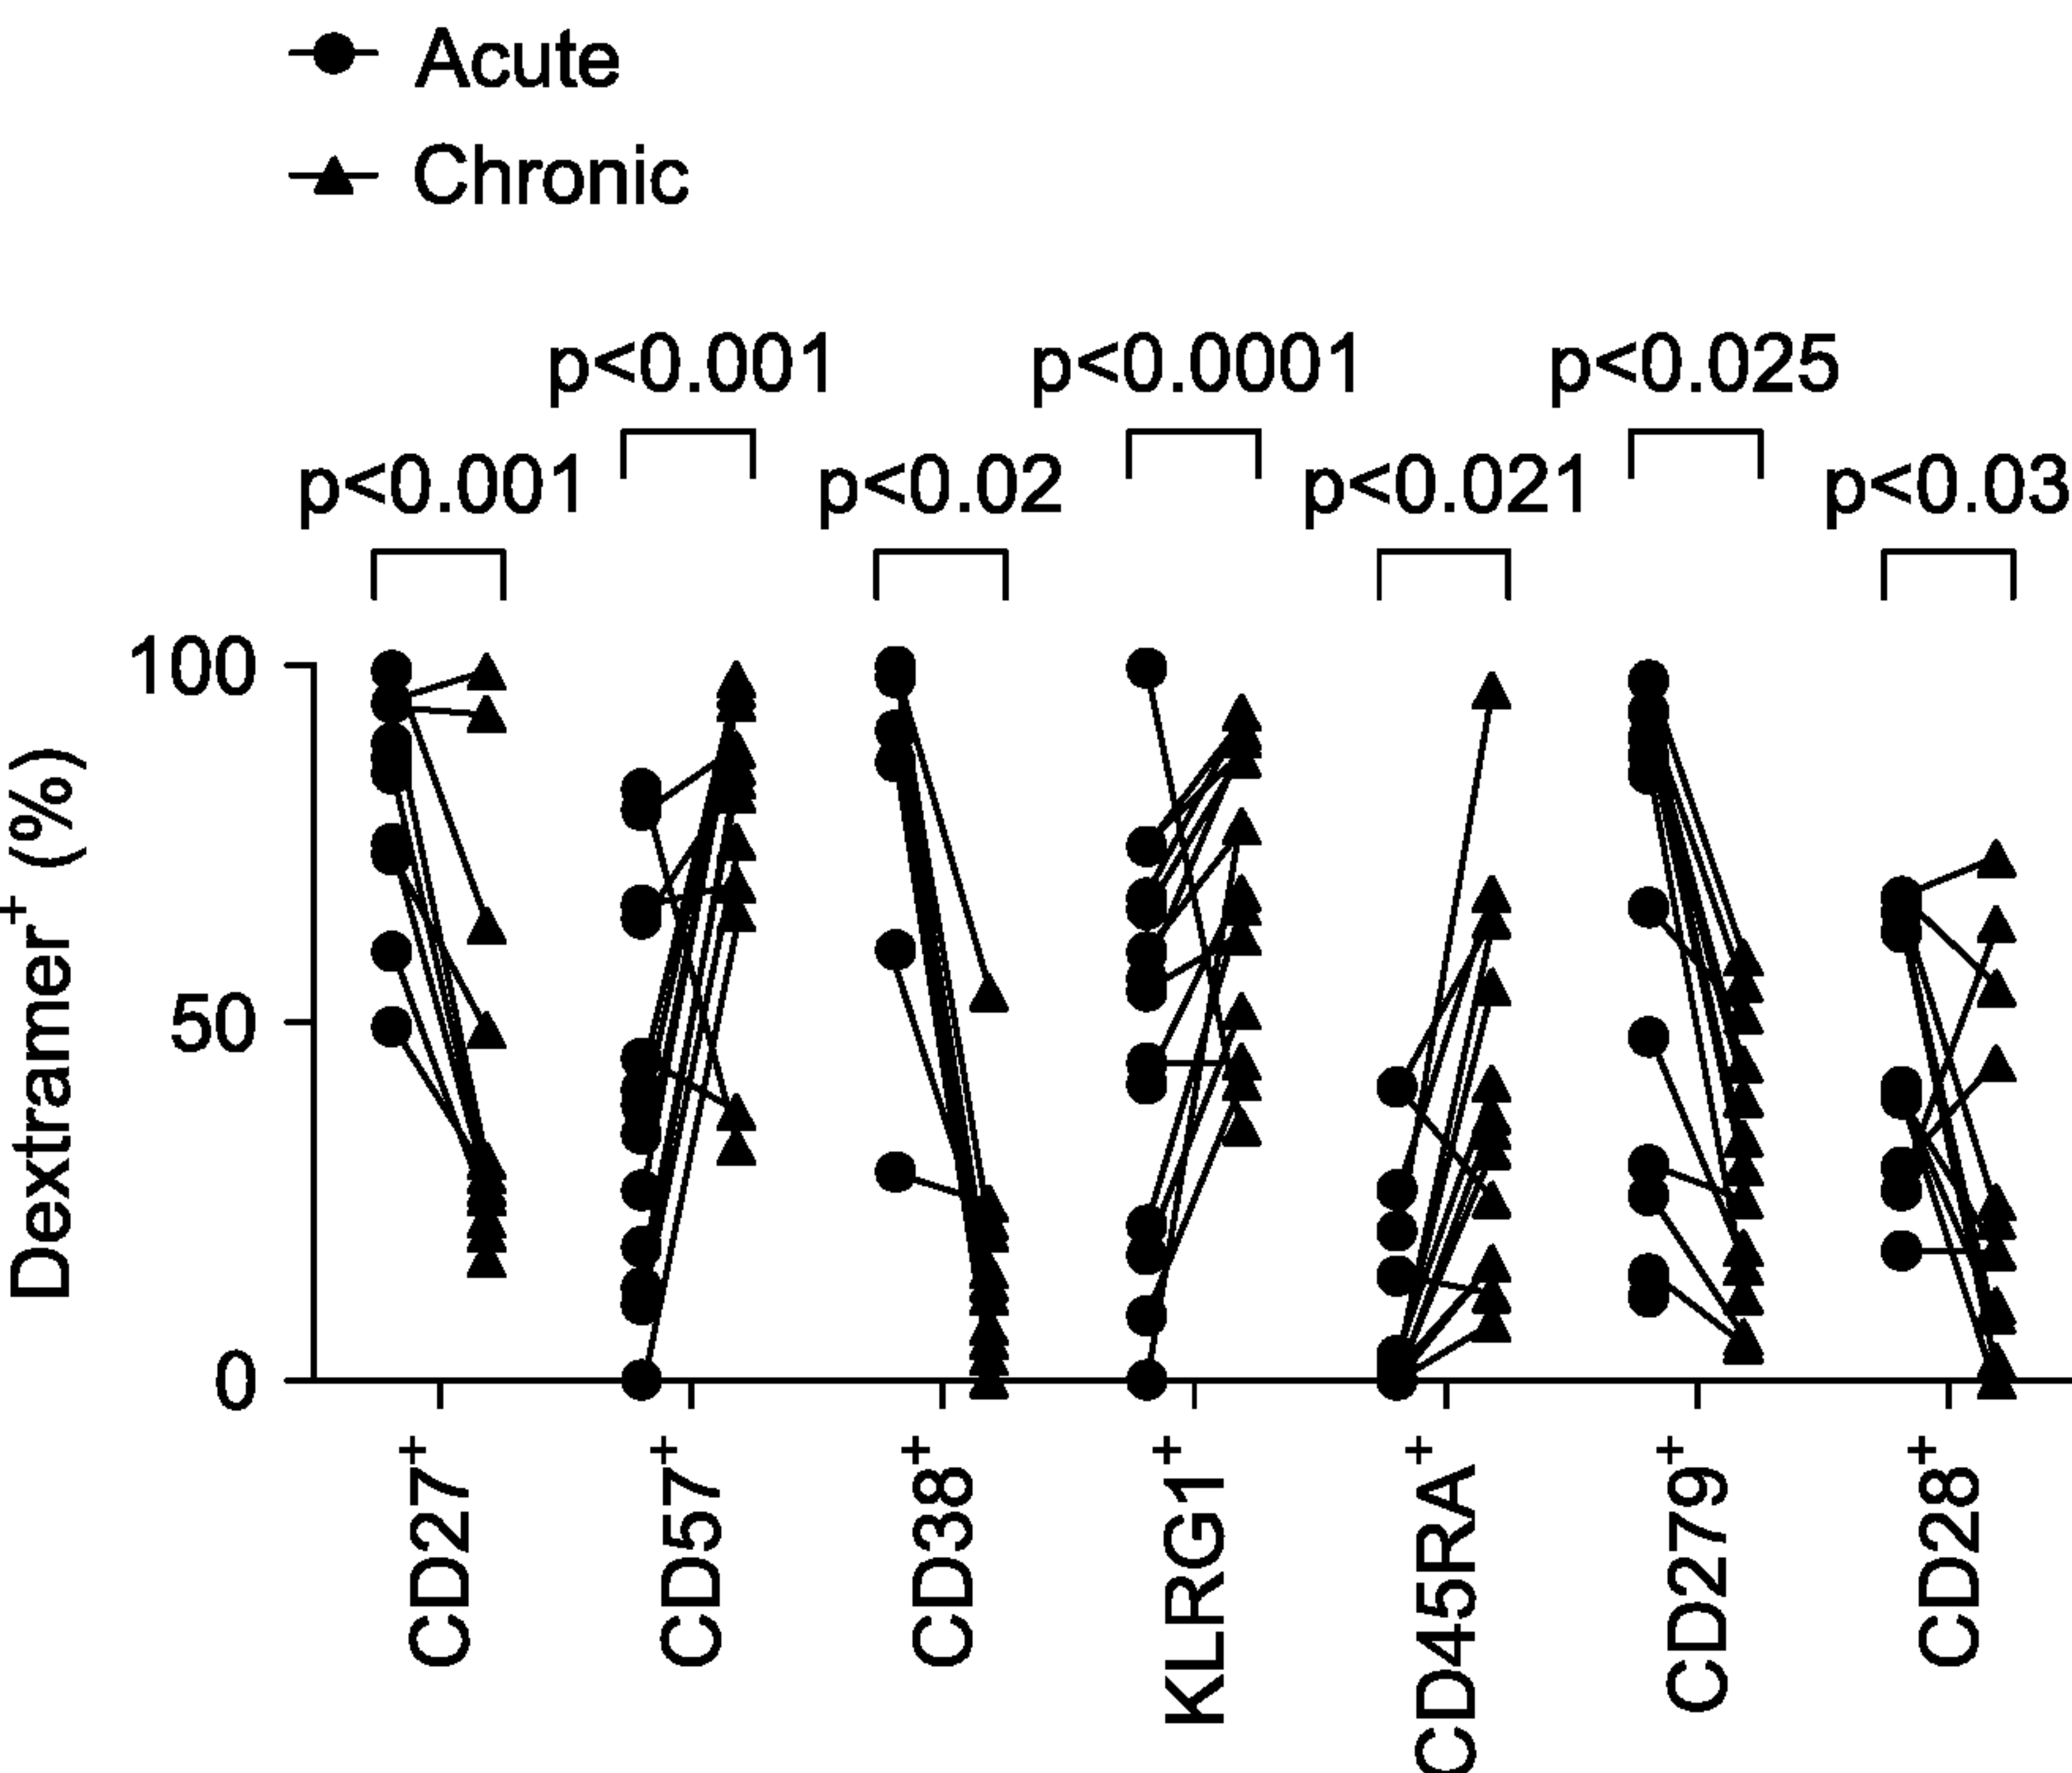 Acute
Chronic
p<0.001 p<0.0001 p<0.025
p<0.001 p<0.02 p<0.021 p<0.03
Dextramer⁺ (%)
100
50
0
CD27⁺
CD57⁺
CD38⁺
KLRG1⁺
CD45RA⁺
CD279⁺
CD28⁺